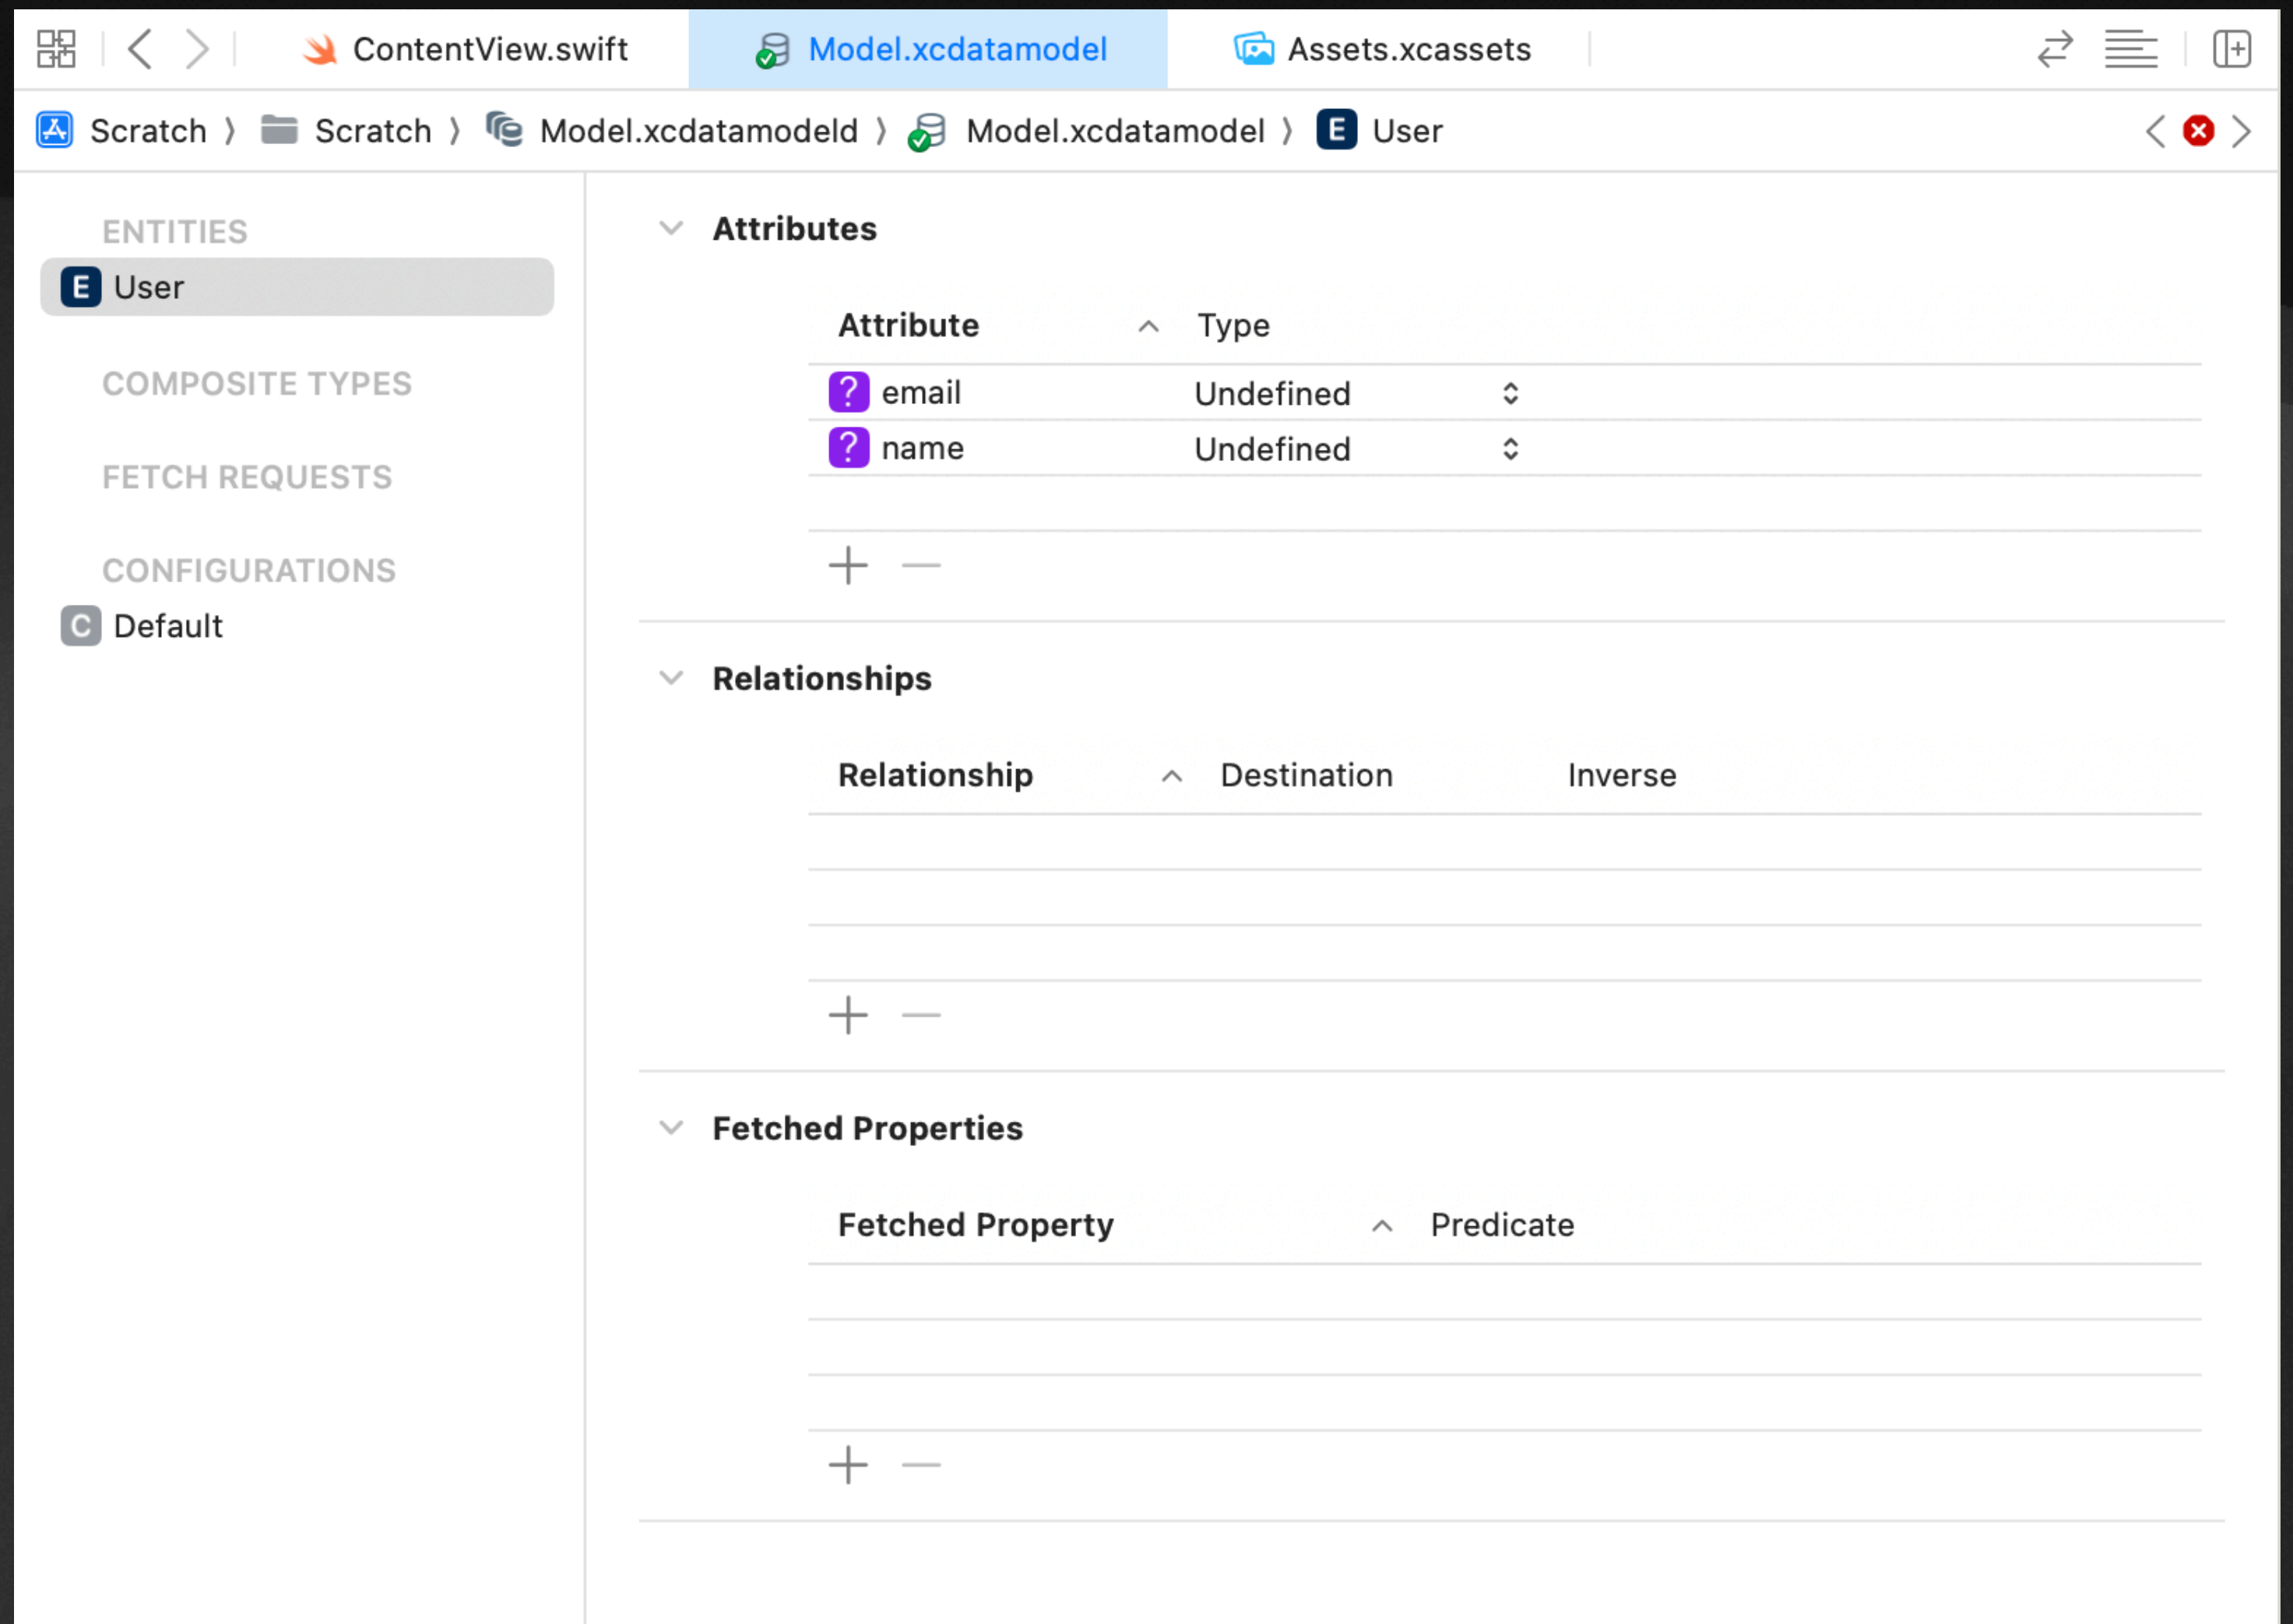 ContentView.swift Model.xcdatamodel Assets.xcassets
Scratch Scratch Model.xcdatamodeld Model.xcdatamodel E User
ENTITIES
E User
COMPOSITE TYPES
FETCH REQUESTS
CONFIGURATIONS
C Default
Attributes
Attribute Type
? email Undefined
? name Undefined
Relationships
Relationship Destination Inverse
Fetched Properties
Fetched Property Predicate